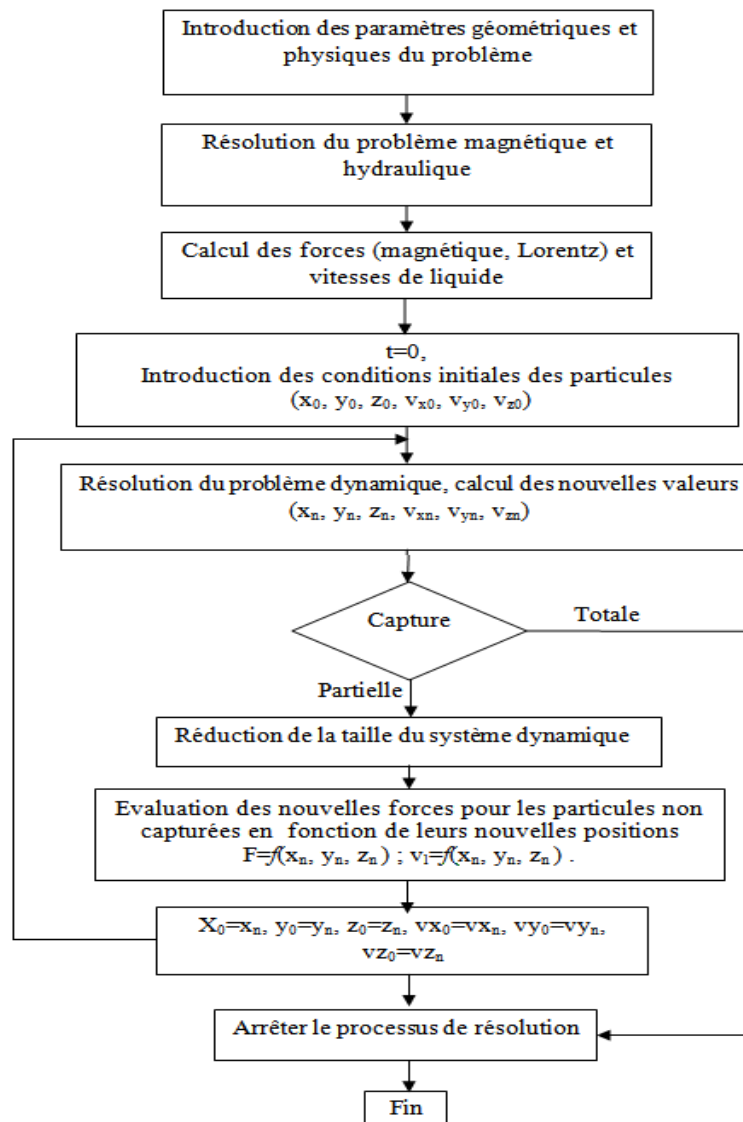 Introduction des paramètres géométriques et
physiques du problème
Résolution du problème magnétique et
hydraulique
Calcul des forces (magnétique, Lorentz) et
vitesses de liquide
t=0,
Introduction des conditions initiales des particules
(x₀, y₀, z₀, vₓ₀, v_y0, v_z0)
Résolution du problème dynamique, calcul des nouvelles valeurs
(xₙ, yₙ, zₙ, vₓₙ, v_yn, v_zn)
Capture
Totale
Partielle
Réduction de la taille du système dynamique
Evaluation des nouvelles forces pour les particules non
capturées en fonction de leurs nouvelles positions
F=f(xₙ, yₙ, zₙ) ; v₁=f(xₙ, yₙ, zₙ) .
X₀=xₙ, y₀=yₙ, z₀=zₙ, vx₀=vxₙ, vy₀=vyₙ,
vz₀=vzₙ
Arrêter le processus de résolution
Fin